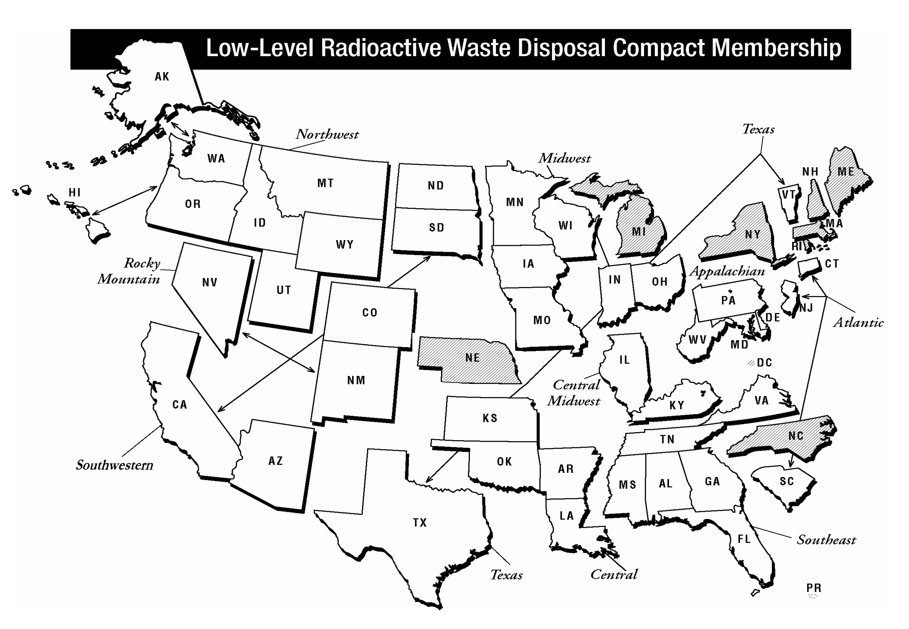 Low-Level Radioactive Waste Disposal Compact Membership
AK
Northwest
Texas
WA
Midwest
NH
ME
HI
MT
ND
VT
OR
MN
MA
ID
SD
WI
MI
NY
RI
WY
CT
Rocky
Mountain
IA
Appalachian
NV
UT
IN
OH
PA
CO
NJ
DE
MO
Atlantic
WV
MD
NE
IL
DC
NM
Central
Midwest
CA
KY
VA
KS
NC
TN
Southwestern
AZ
OK
AR
MS
AL
GA
SC
LA
TX
FL
Southeast
Texas
Central
PR